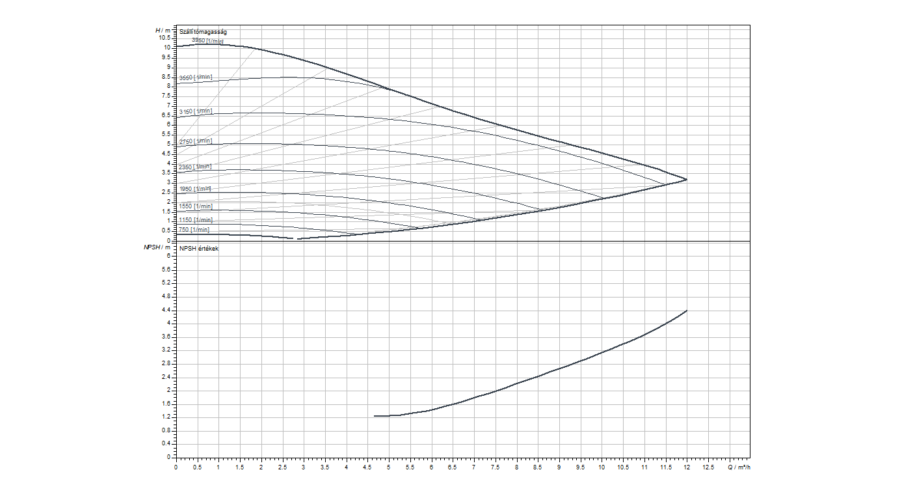 H / m
Szállítómagasság
10.5
10
9.5
9
8.5
8
7.5
7
6.5
6
5.5
5
4.5
4
3.5
3
2.5
2
1.5
1
0.5
0
3950 [1/min]
3550 [1/min]
3150 [1/min]
2750 [1/min]
2350 [1/min]
1950 [1/min]
1550 [1/min]
1150 [1/min]
750 [1/min]
NPSH / m
NPSH értékek
6
5.6
5.2
4.8
4.4
4
3.6
3.2
2.8
2.4
2
1.6
1.2
0.8
0.4
0
0 0.5 1 1.5 2 2.5 3 3.5 4 4.5 5 5.5 6 6.5 7 7.5 8 8.5 9 9.5 10 10.5 11 11.5 12 12.5 Q / m³/h